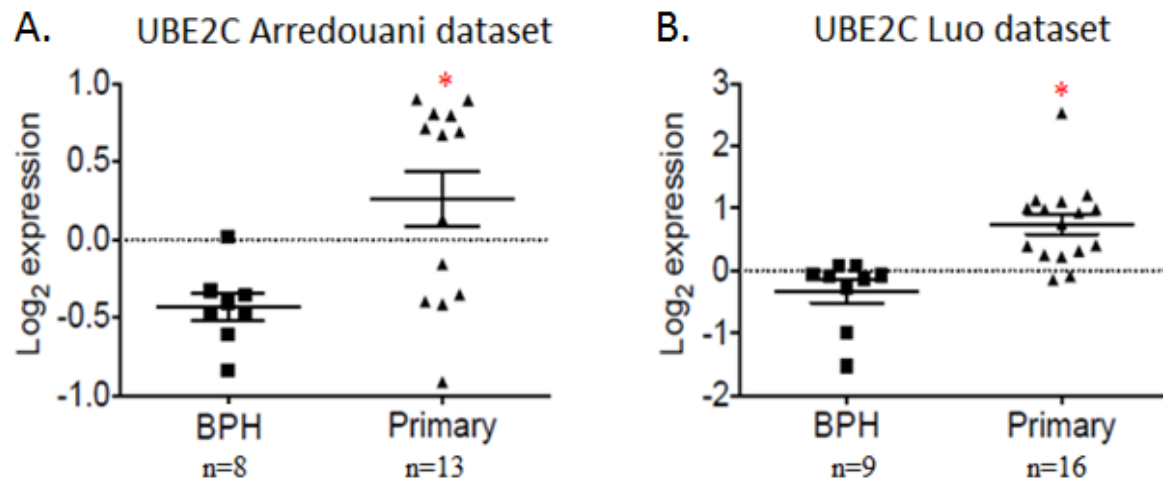 A. UBE2C Arredouani dataset
Log2 expression
1.0
0.5
0.0
-0.5
-1.0
*
BPH Primary
n=8 n=13
B. UBE2C Luo dataset
Log2 expression
3
2
1
0
-1
-2
*
BPH Primary
n=9 n=16